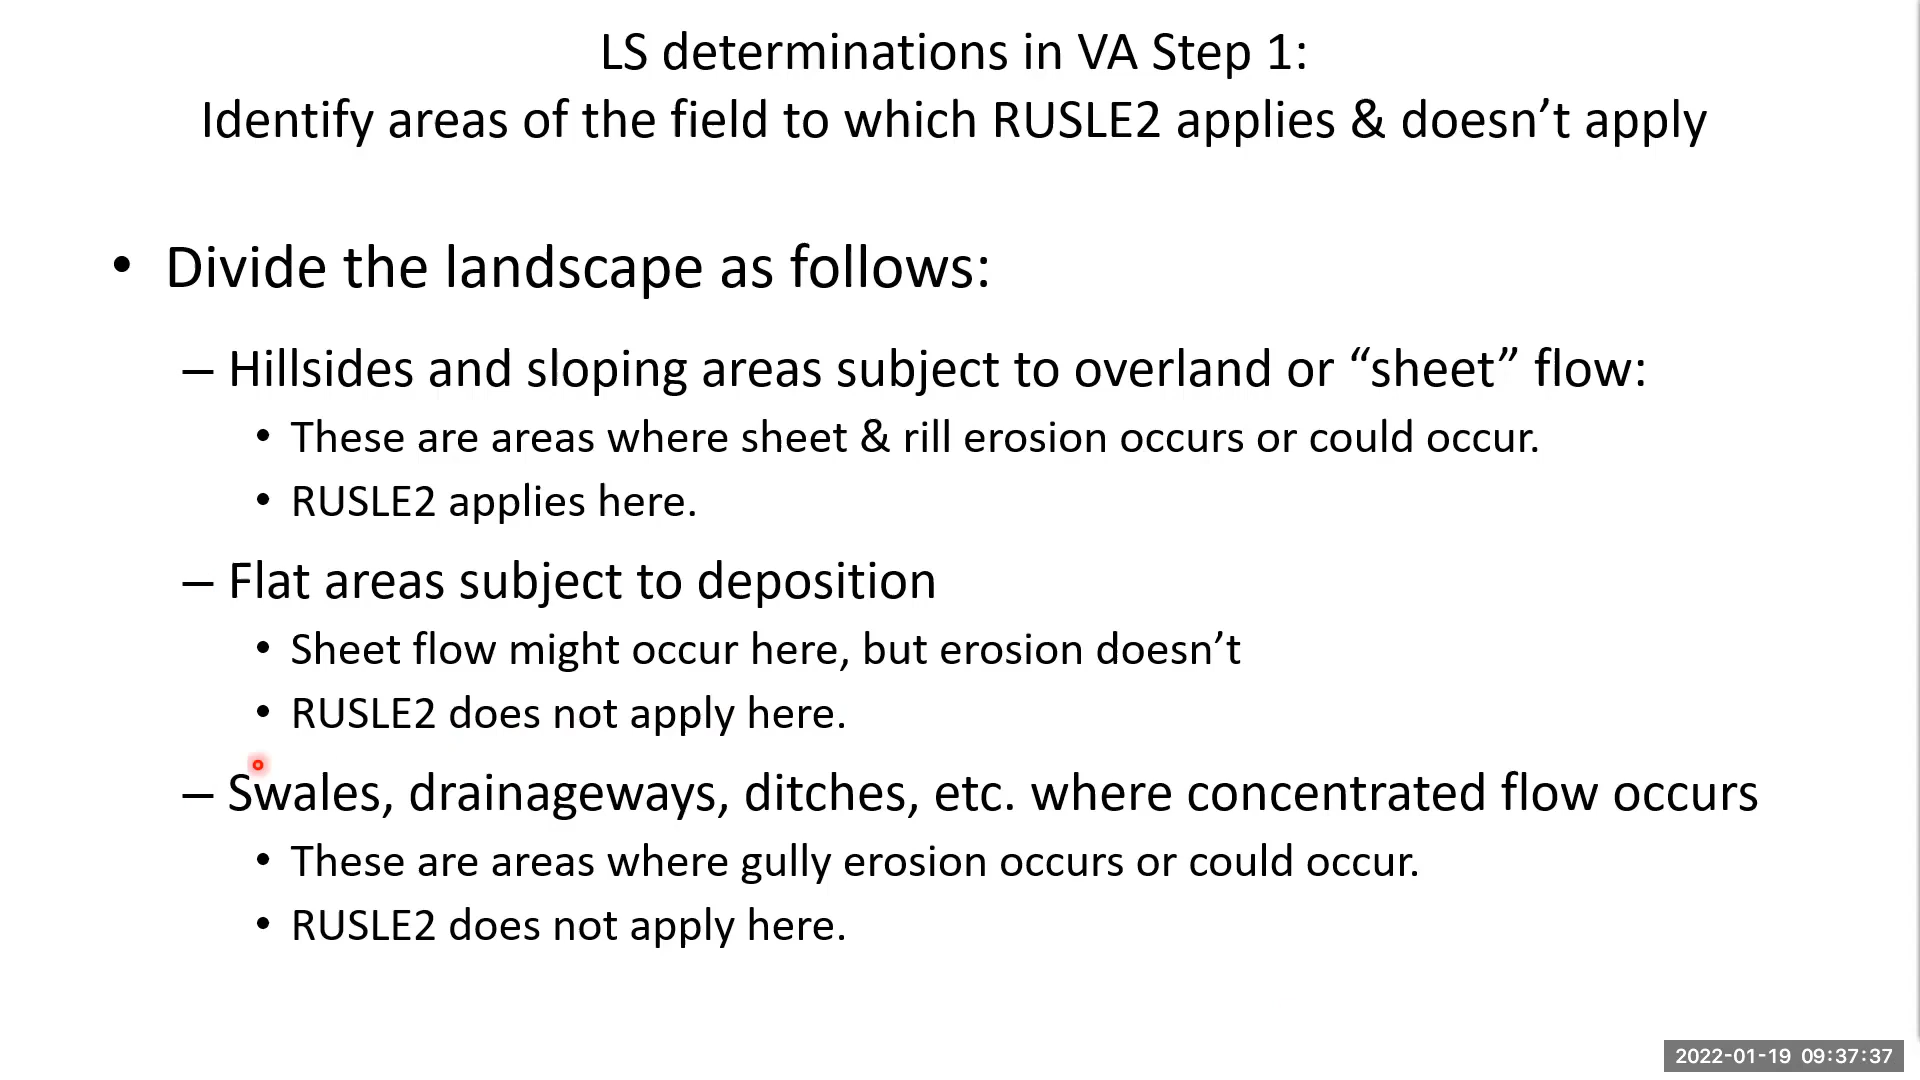 LS determinations in VA Step 1:
Identify areas of the field to which RUSLE2 applies & doesn’t apply
• Divide the landscape as follows:
– Hillsides and sloping areas subject to overland or “sheet” flow:
• These are areas where sheet & rill erosion occurs or could occur.
• RUSLE2 applies here.
– Flat areas subject to deposition
• Sheet flow might occur here, but erosion doesn’t
• RUSLE2 does not apply here.
– Swales, drainageways, ditches, etc. where concentrated flow occurs
• These are areas where gully erosion occurs or could occur.
• RUSLE2 does not apply here.
2022-01-19 09:37:37